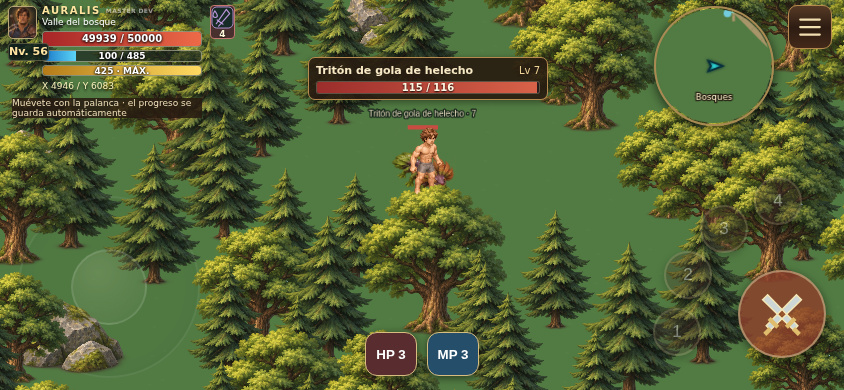 AURALIS MASTER DEV
Valle del bosque
49939 / 50000
Nv. 56
100 / 485
425 · MÁX.
X 4946 / Y 6083
Muévete con la palanca · el progreso se
guarda automáticamente
4
Tritón de gola de helecho Lv 7
115 / 116
Tritón de gola de helecho · 7
Bosques
4
3
2
1
HP 3
MP 3